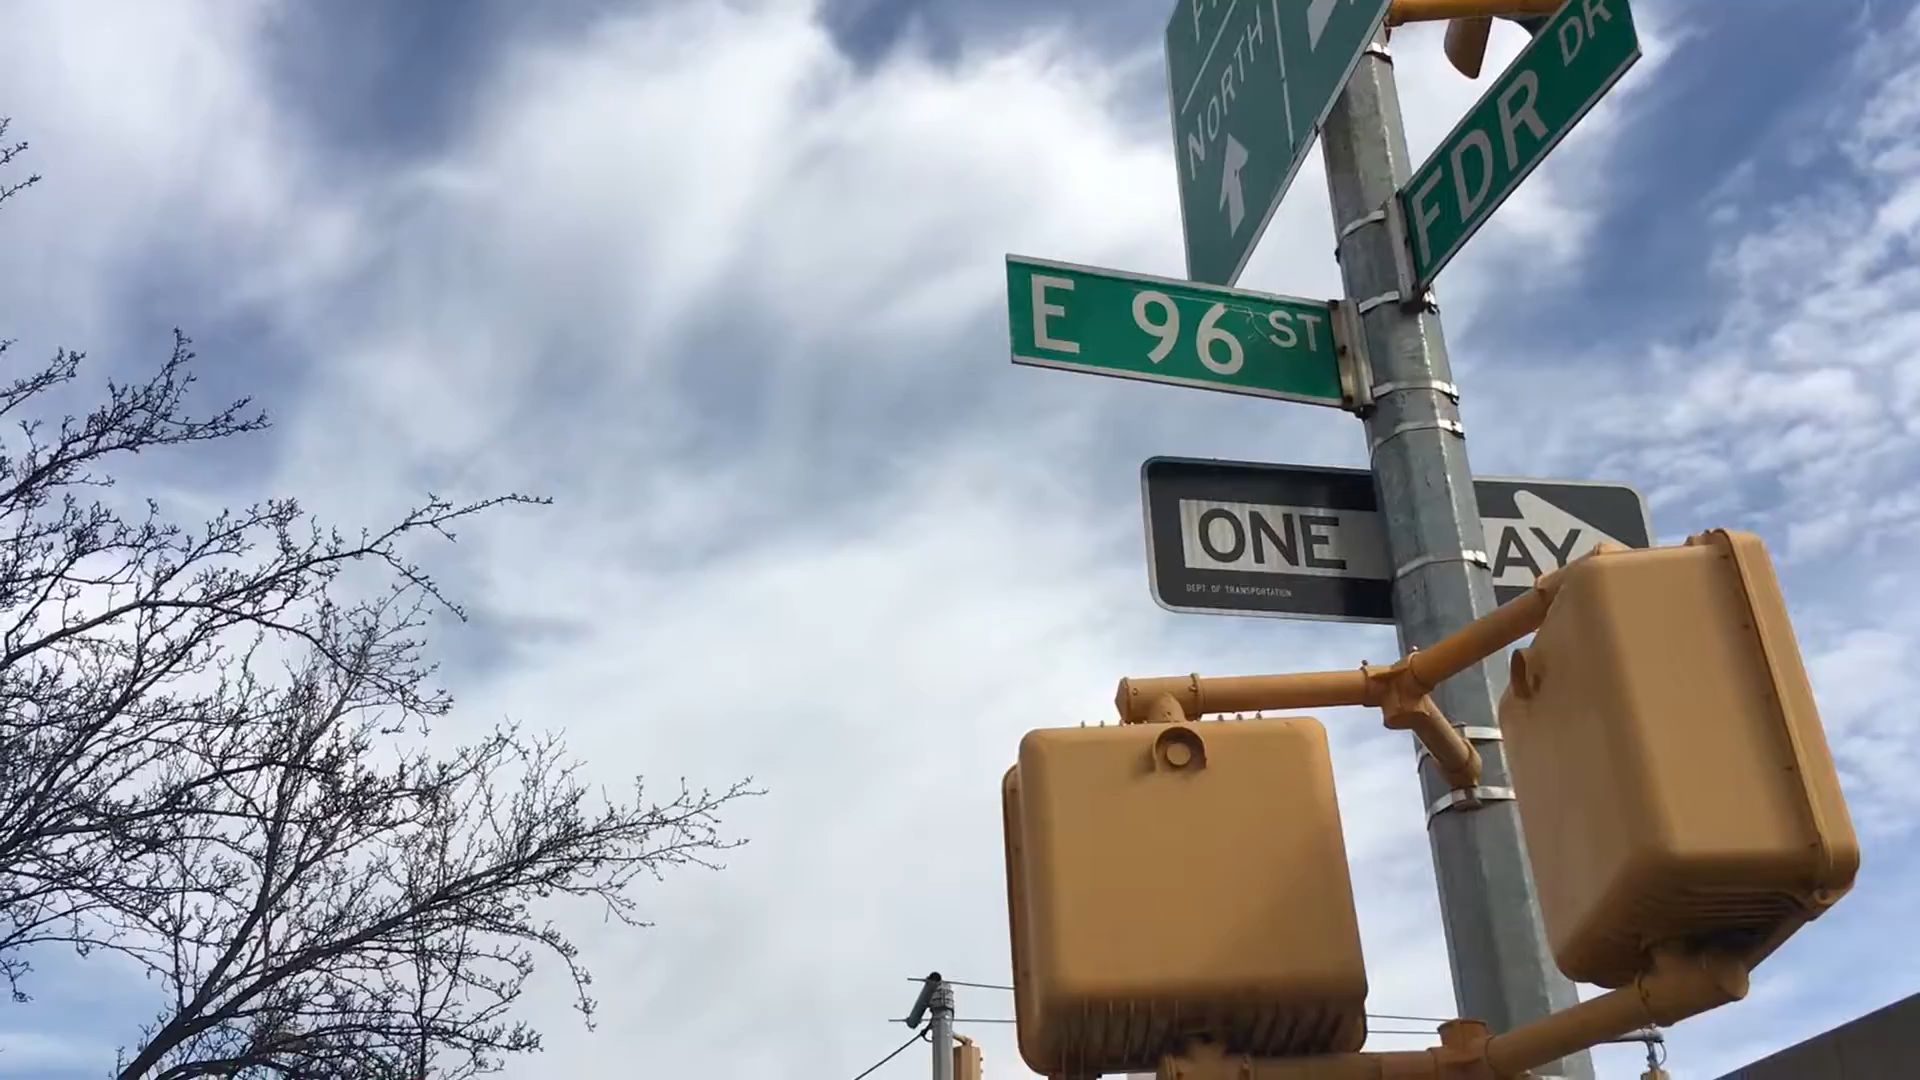 NORTH
FDR DR
E 96 ST
ONE
DEPT. OF TRANSPORTATION